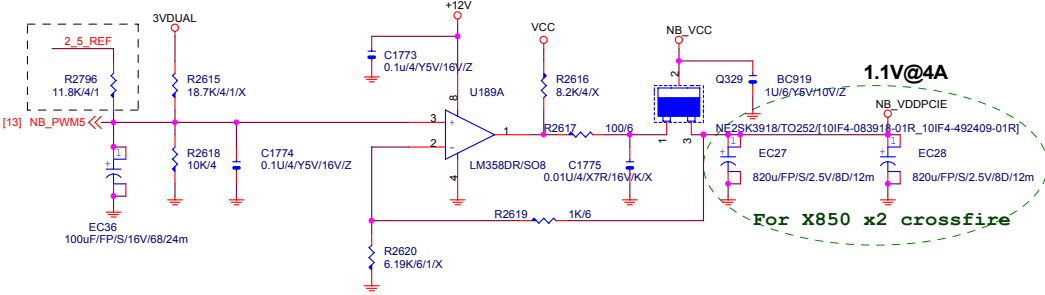 +12V
3VDUAL
VCC
NB_VCC
2_5_REF
C1773
0.1u/4/Y5V/16V/Z
R2796
11.8K/4/1
R2615
18.7K/4/1/X
R2616
8.2K/4/X
2
Q329
BC919
1U/6/Y5V/10V/Z
1.1V@4A
NB_VDDPCIE
8
U189A
[13] NB_PWM5
3
+
1
2
-
LM358DR/SO8
4
R2617
100/6
1
3
NE2SK3918/TO252/[10IF4-083918-01R_10IF4-492409-01R]
1
R2618
10K/4
C1774
0.1U/4/Y5V/16V/Z
C1775
0.01U/4/X7R/16V/K/X
1
+
EC27
820u/FP/S/2.5V/8D/12m
1
+
EC28
820u/FP/S/2.5V/8D/12m
+
EC36
100uF/FP/S/16V/68/24m
R2619
1K/6
For X850 x2 crossfire
R2620
6.19K/6/1/X